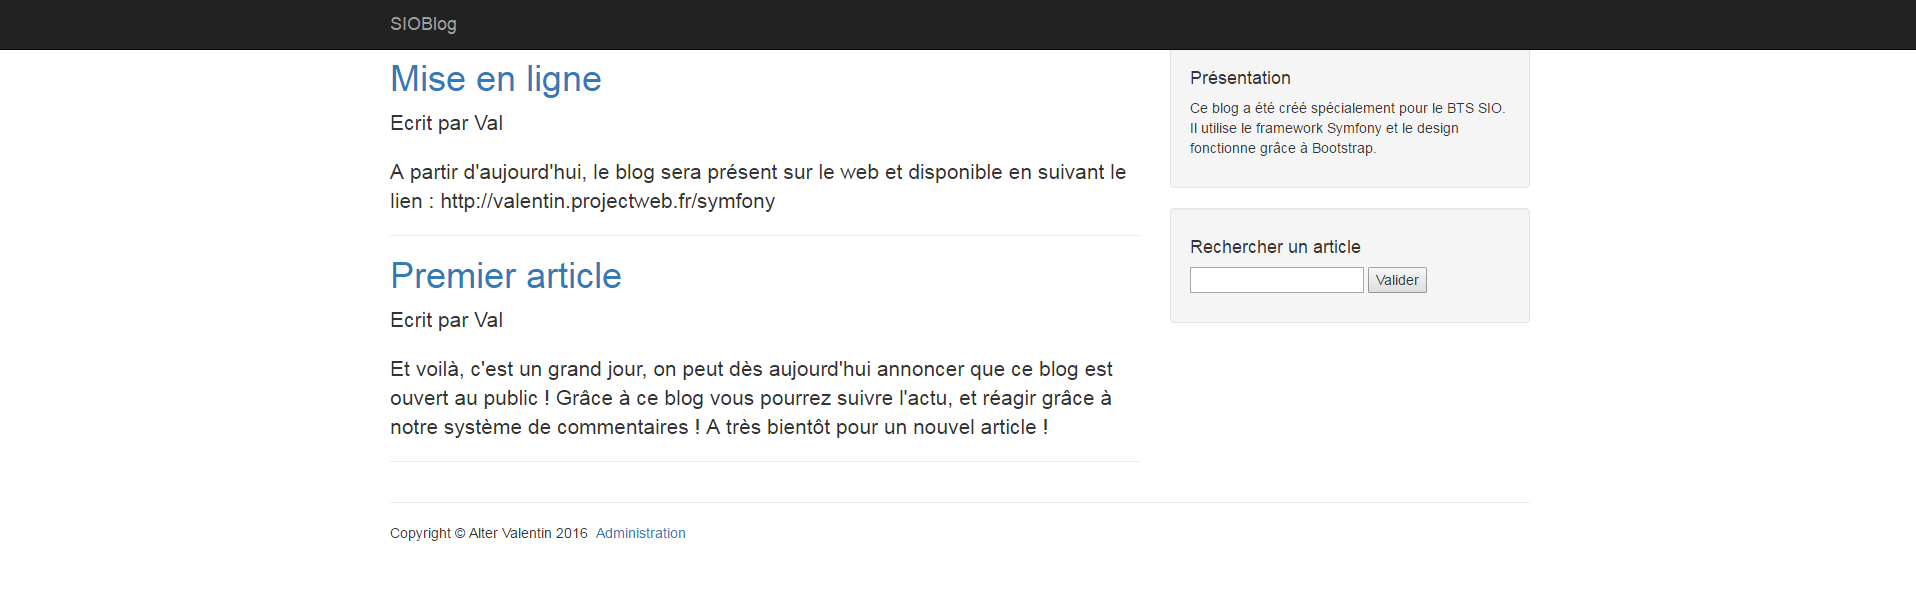 SIOBlog
Mise en ligne
Ecrit par Val
A partir d'aujourd'hui, le blog sera présent sur le web et disponible en suivant le
lien : http://valentin.projectweb.fr/symfony
Premier article
Ecrit par Val
Et voilà, c'est un grand jour, on peut dès aujourd'hui annoncer que ce blog est
ouvert au public ! Grâce à ce blog vous pourrez suivre l'actu, et réagir grâce à
notre système de commentaires ! A très bientôt pour un nouvel article !
Présentation
Ce blog a été créé spécialement pour le BTS SIO.
Il utilise le framework Symfony et le design
fonctionne grâce à Bootstrap.
Rechercher un article
Valider
Copyright © Alter Valentin 2016 Administration